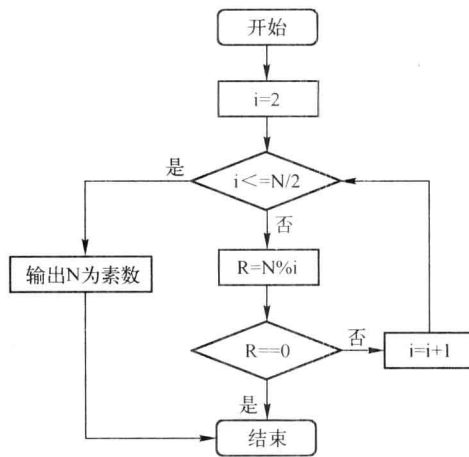 开始
i=2
i<=N/2
是
否
输出N为素数
R=N%i
R==0
否
i=i+1
是
结束